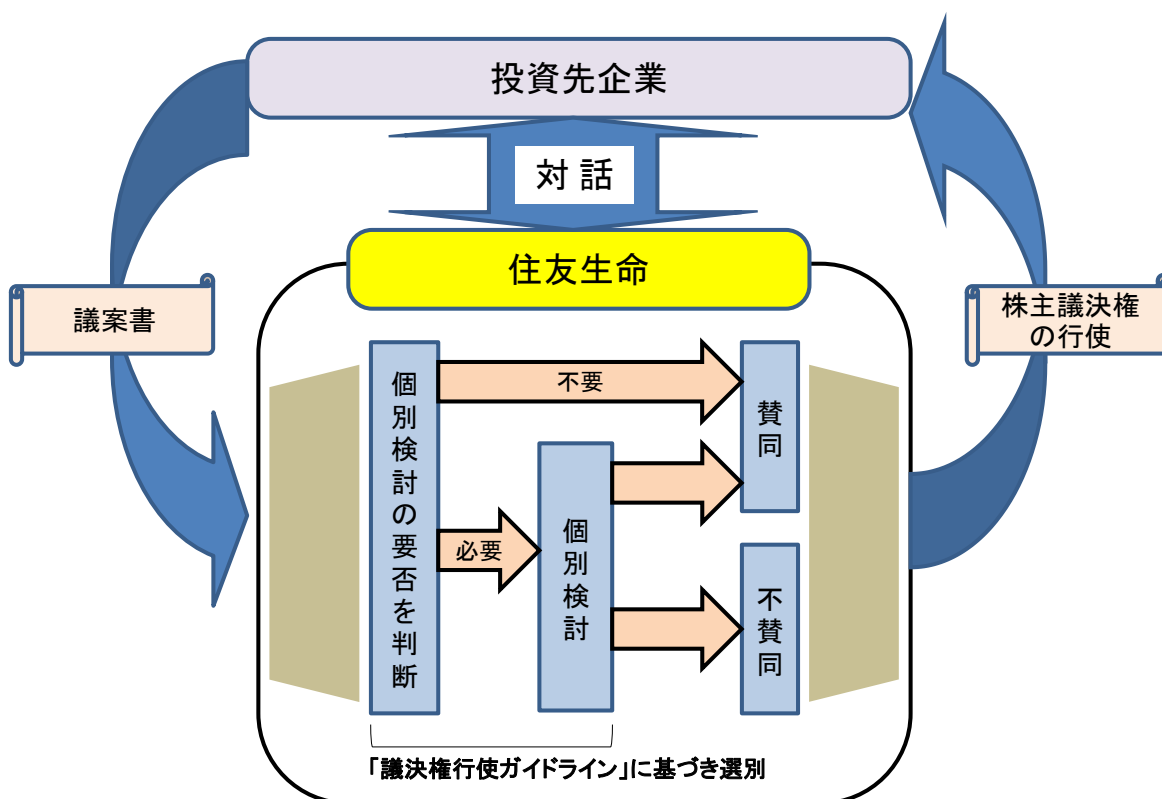 投資先企業
対 話
住友生命
議案書
株主議決権
の行使
個別検討の要否を判断
不要
必要
個別検討
賛同
不賛同
「議決権行使ガイドライン」に基づき選別